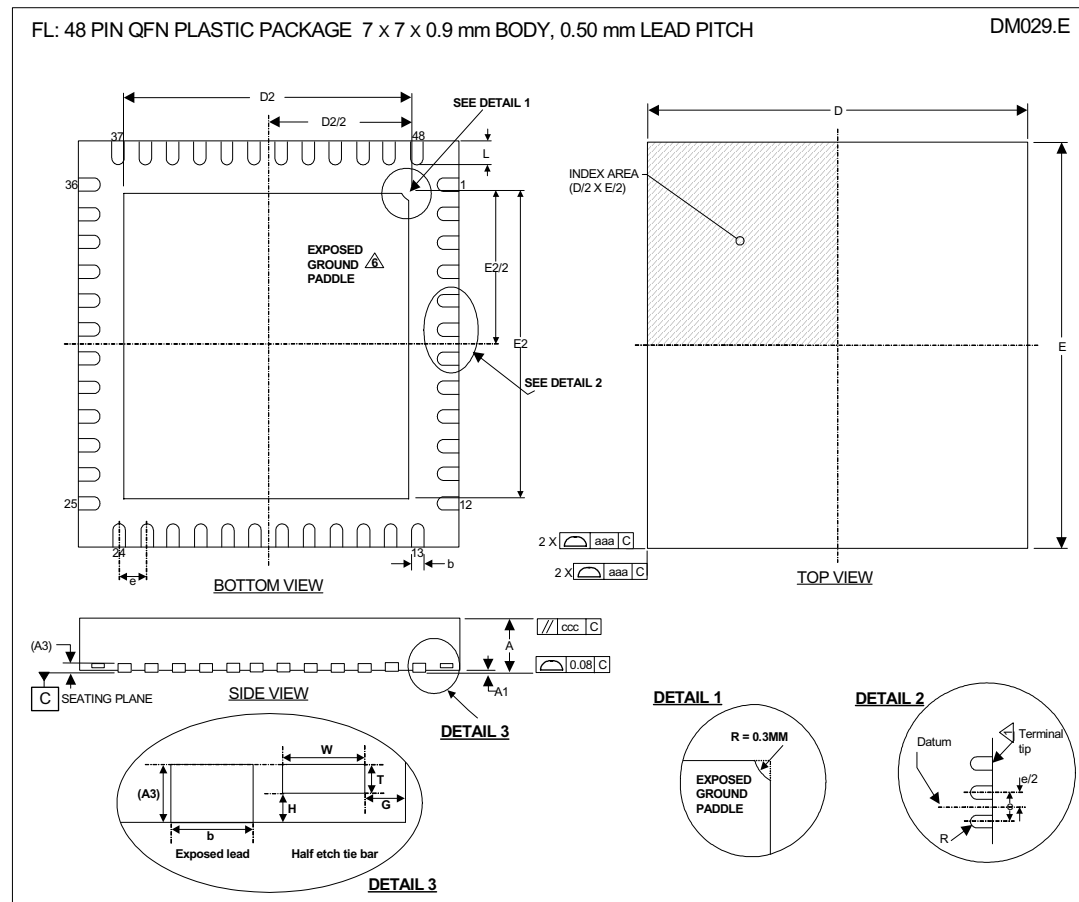 FL: 48 PIN QFN PLASTIC PACKAGE 7 x 7 x 0.9 mm BODY, 0.50 mm LEAD PITCH
DM029.E
D2
D2/2
SEE DETAIL 1
37
48
L
36
1
EXPOSED
GROUND
PADDLE
6
E2/2
E2
SEE DETAIL 2
25
12
24
13
e
b
BOTTOM VIEW
D
INDEX AREA
(D/2 X E/2)
E
2 X aaa C
2 X aaa C
TOP VIEW
(A3)
A
// ccc C
0.08 C
A1
C SEATING PLANE
SIDE VIEW
DETAIL 3
W
(A3)
T
H
G
b
Exposed lead
Half etch tie bar
DETAIL 3
DETAIL 1
R = 0.3MM
EXPOSED
GROUND
PADDLE
DETAIL 2
1
Datum
Terminal
tip
e/2
e
R